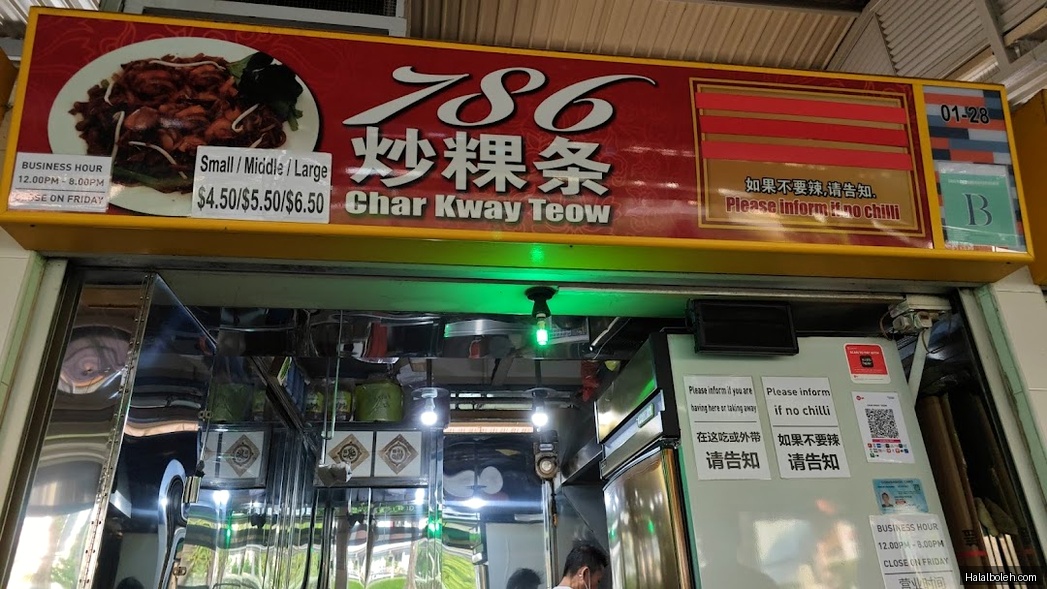 786
炒粿条
Char Kway Teow
BUSINESS HOUR
12.00PM - 8.00PM
CLOSE ON FRIDAY
Small / Middle / Large
$4.50/$5.50/$6.50
如果不要辣,请告知.
Please inform if no chilli
01-28
B
Please inform if you are
having here or taking away
在这吃或外带
请告知
Please inform
if no chilli
如果不要辣
请告知
BUSINESS HOUR
12.00PM - 8.00PM
CLOSE ON FRIDAY
营业时间
Halalboleh.com